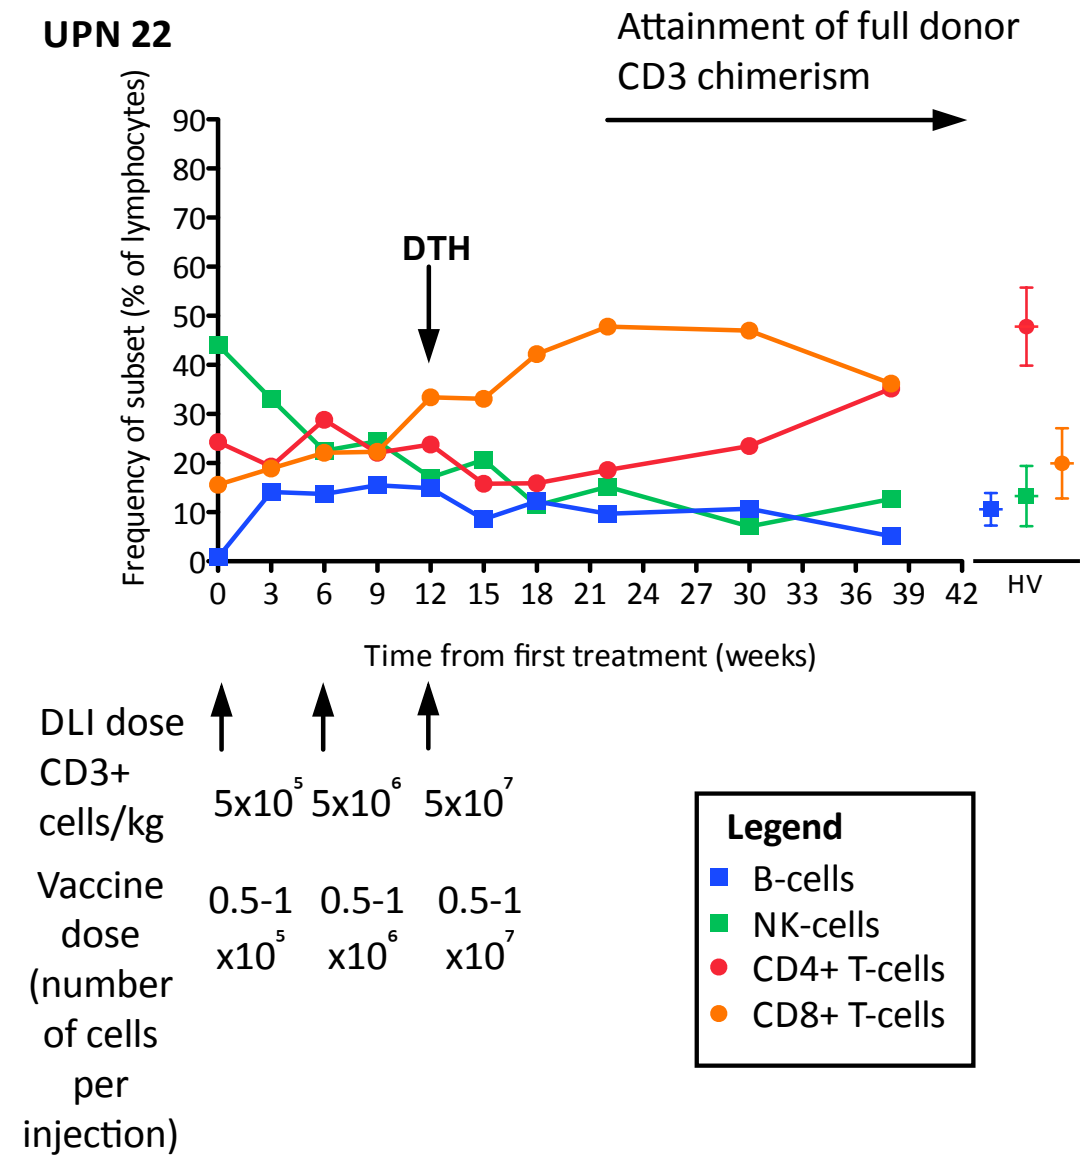 UPN 22
Attainment of full donor
CD3 chimerism
Frequency of subset (% of lymphocytes)
90
80
70
60
50
40
30
20
10
0
DTH
0 3 6 9 12 15 18 21 24 27 30 33 36 39 42
HV
Time from first treatment (weeks)
DLI dose
CD3+
cells/kg
5x10⁵ 5x10⁶ 5x10⁷
Vaccine
dose
(number
of cells
per
injection)
0.5-1 0.5-1 0.5-1
x10⁵ x10⁶ x10⁷
Legend
B-cells
NK-cells
CD4+ T-cells
CD8+ T-cells